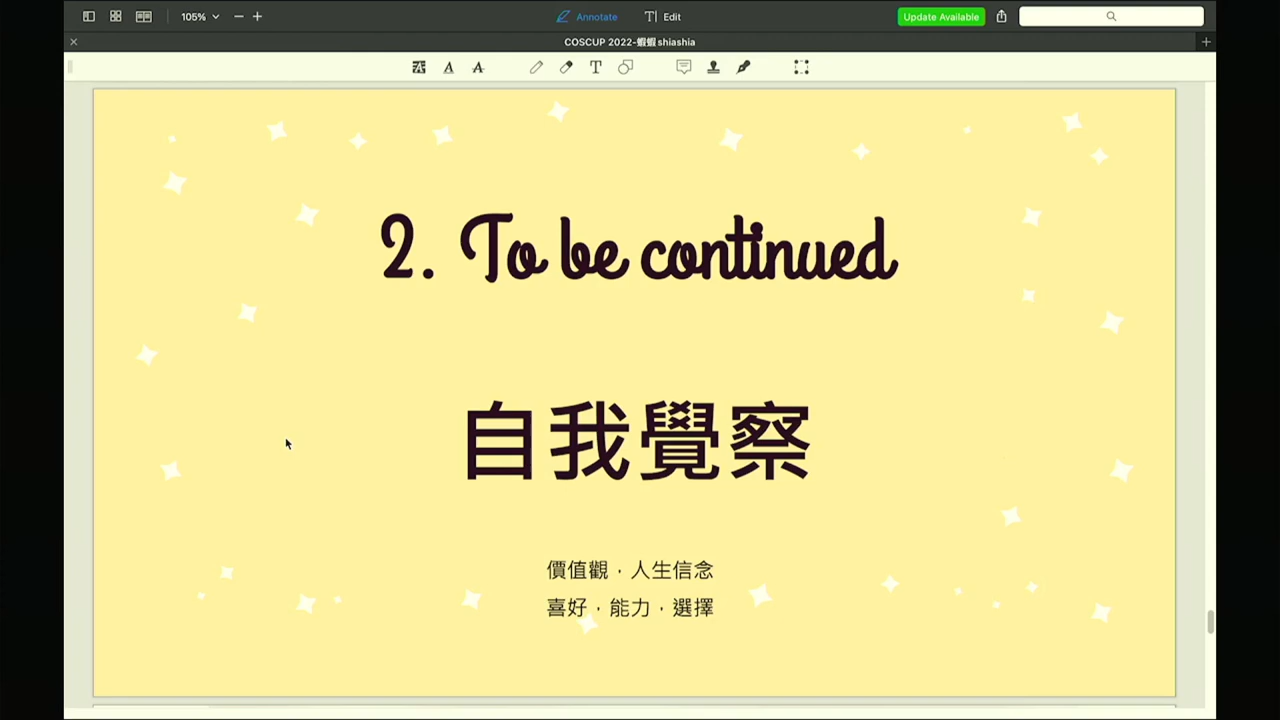 105%
Annotate
Edit
Update Available
COSCUP 2022-蝦蝦 shiashia
2. To be continued
自我覺察
價值觀，人生信念
喜好，能力，選擇